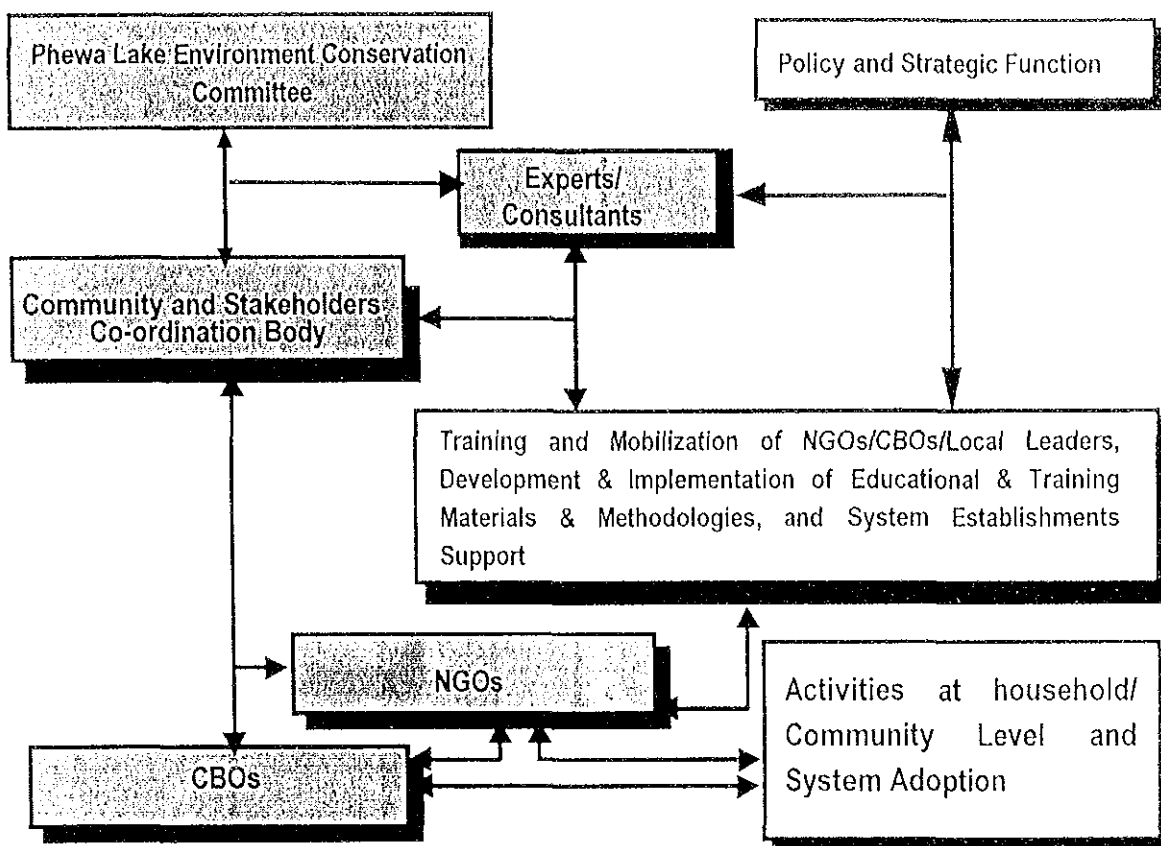 Phewa Lake Environment Conservation
Committee
Policy and Strategic Function
Experts/
Consultants
Community and Stakeholders
Co-ordination Body
Training and Mobilization of NGOs/CBOs/Local Leaders,
Development & Implementation of Educational & Training
Materials & Methodologies, and System Establishments
Support
NGOs
CBOs
Activities at household/
Community Level and
System Adoption